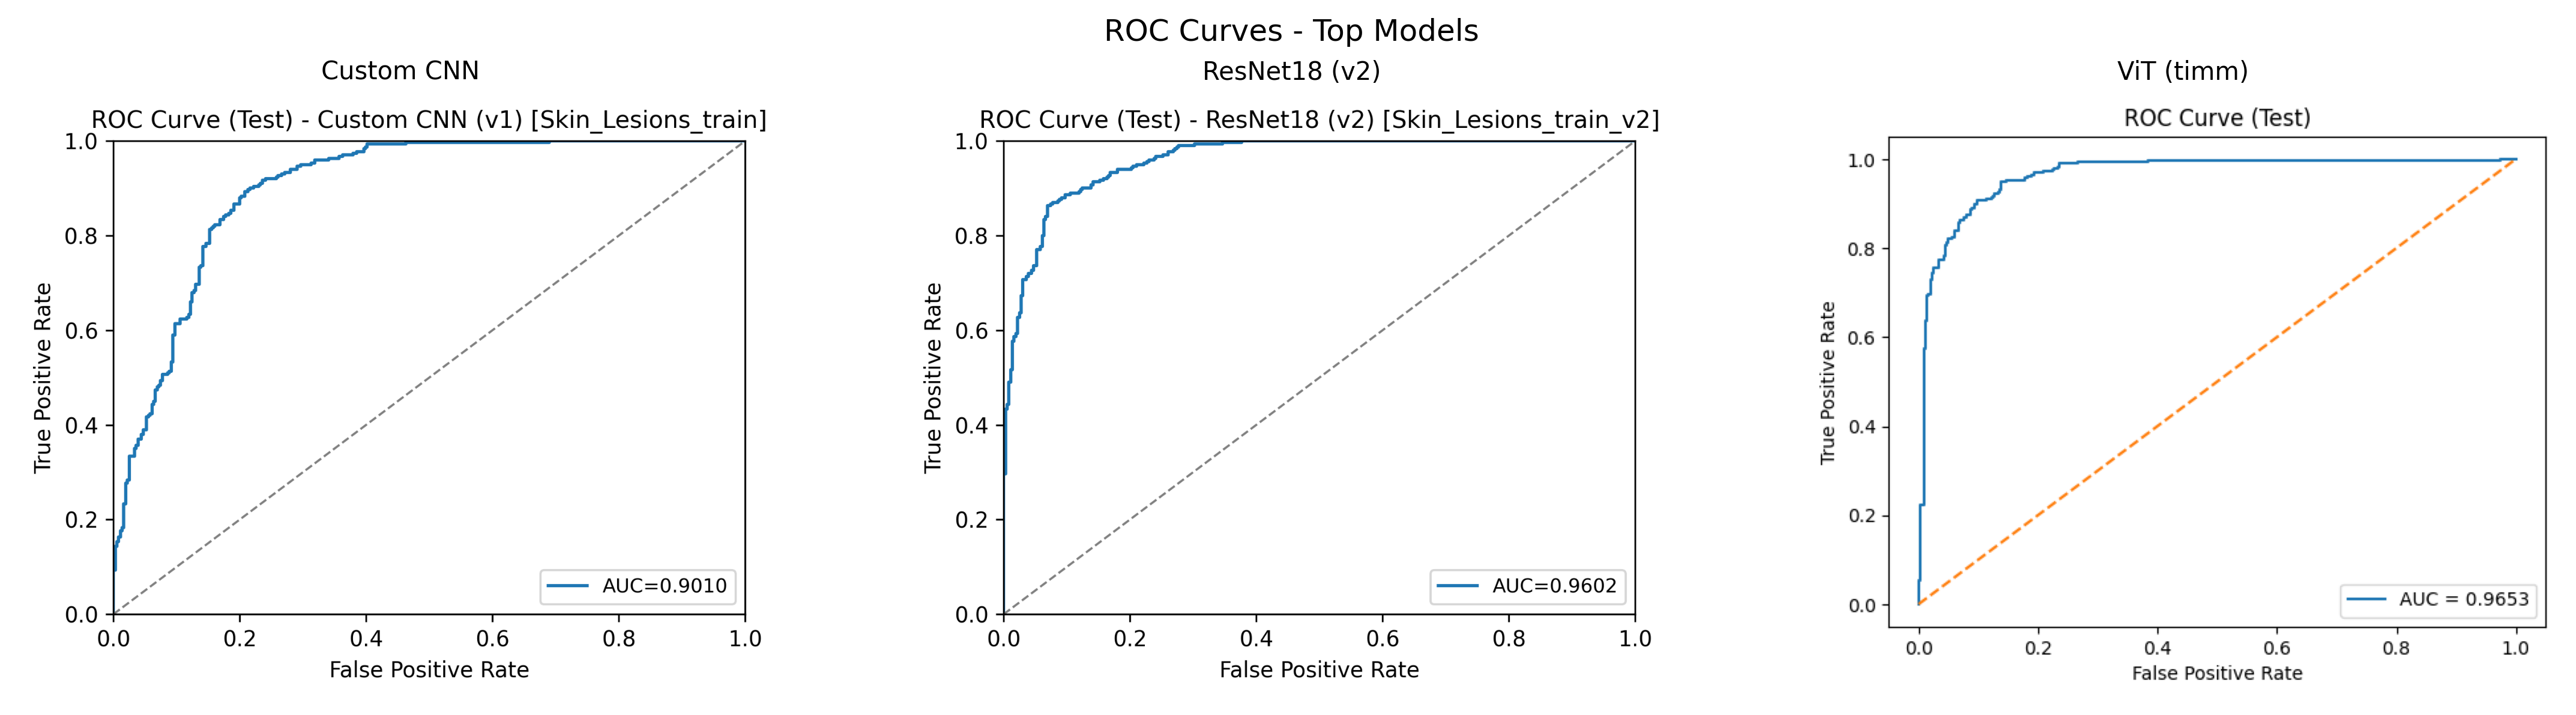 ROC Curves - Top Models
Custom CNN
ROC Curve (Test) - Custom CNN (v1) [Skin_Lesions_train]
True Positive Rate
1.0
0.8
0.6
0.4
0.2
0.0
0.0 0.2 0.4 0.6 0.8 1.0
False Positive Rate
AUC=0.9010
ResNet18 (v2)
ROC Curve (Test) - ResNet18 (v2) [Skin_Lesions_train_v2]
True Positive Rate
1.0
0.8
0.6
0.4
0.2
0.0
0.0 0.2 0.4 0.6 0.8 1.0
False Positive Rate
AUC=0.9602
ViT (timm)
ROC Curve (Test)
True Positive Rate
1.0
0.8
0.6
0.4
0.2
0.0
0.0 0.2 0.4 0.6 0.8 1.0
False Positive Rate
AUC = 0.9653